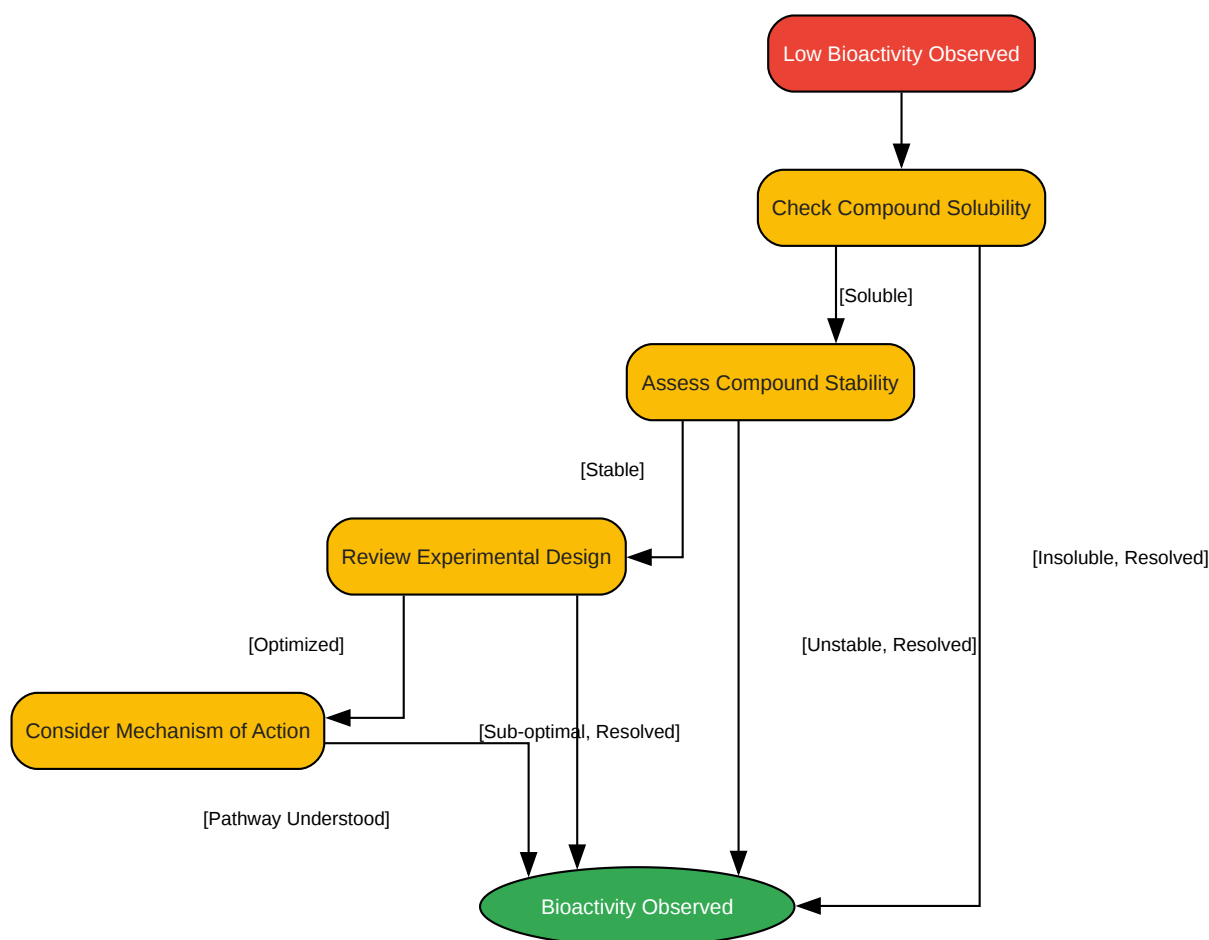 Low Bioactivity Observed
Check Compound Solubility
[Soluble]
Assess Compound Stability
[Stable]
Review Experimental Design
[Insoluble, Resolved]
[Optimized]
[Unstable, Resolved]
Consider Mechanism of Action
[Sub-optimal, Resolved]
[Pathway Understood]
Bioactivity Observed